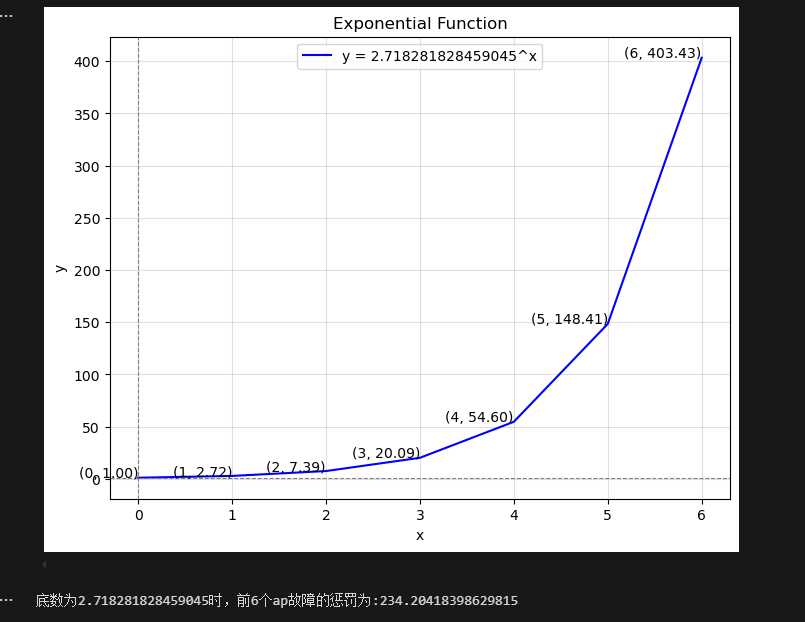 Exponential Function
y = 2.718281828459045^x
(6, 403.43)
400
350
300
250
200
y
(5, 148.41)
150
100
(4, 54.60)
50
(3, 20.09)
(2, 7.39)
(1, 2.72)
(0, 1.00)
0
0 1 2 3 4 5 6
x
底数为2.718281828459045时，前6个ap故障的惩罚为:234.20418398629815